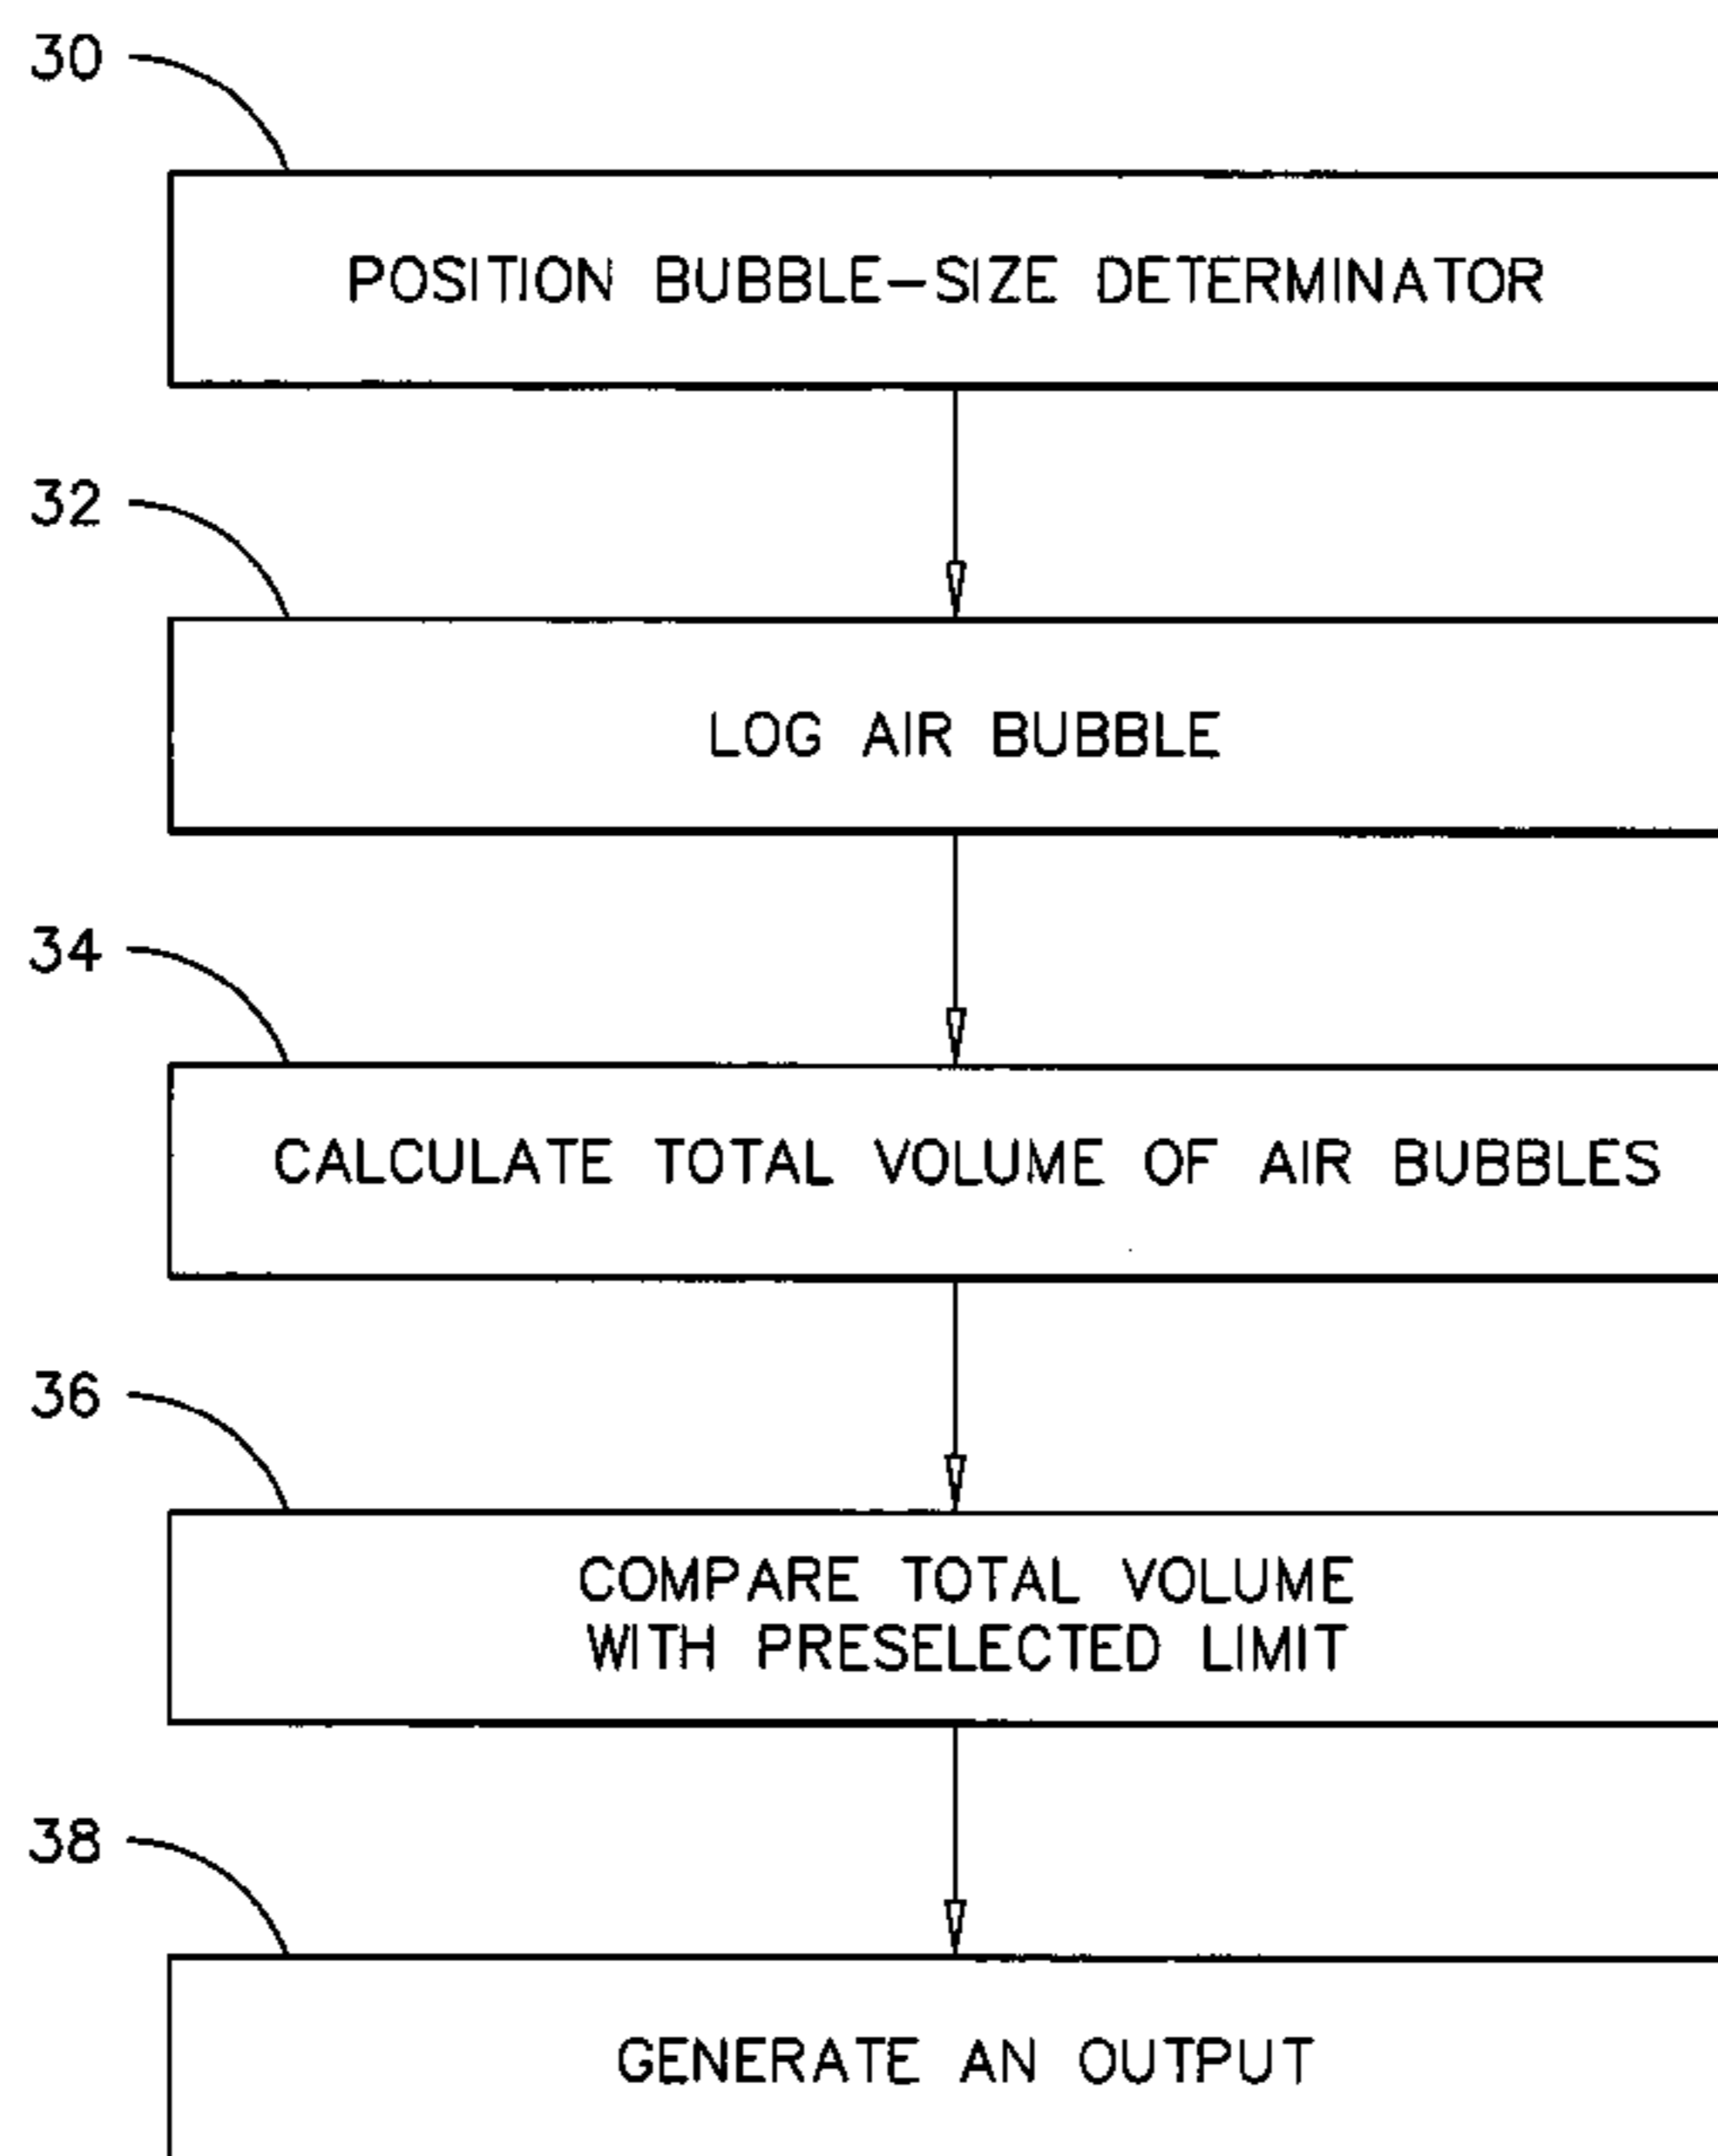 30
POSITION BUBBLE-SIZE DETERMINATOR
32
LOG AIR BUBBLE
34
CALCULATE TOTAL VOLUME OF AIR BUBBLES
36
COMPARE TOTAL VOLUME
WITH PRESELECTED LIMIT
38
GENERATE AN OUTPUT